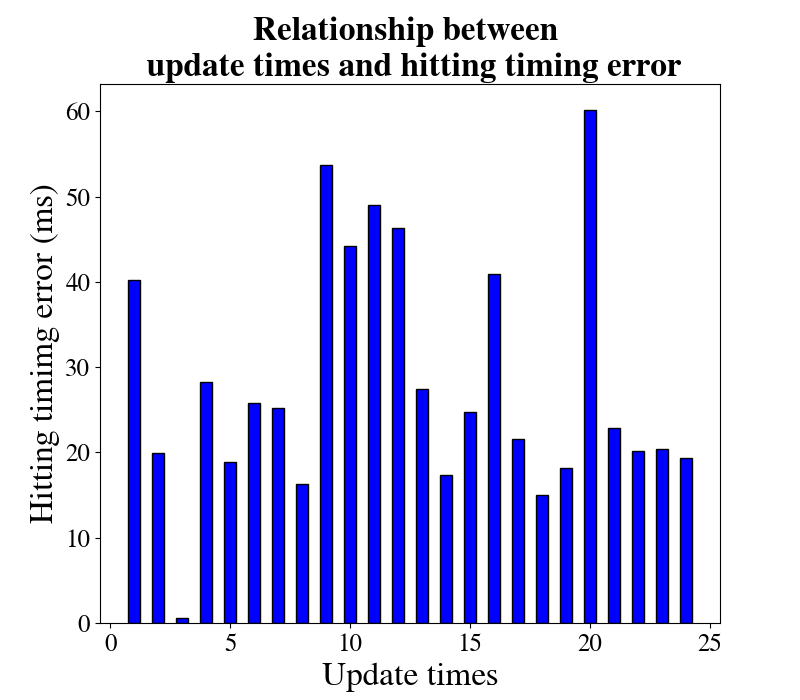 Relationship between
update times and hitting timing error
Hitting timimg error (ms)
60
50
40
30
20
10
0
0 5 10 15 20 25
Update times